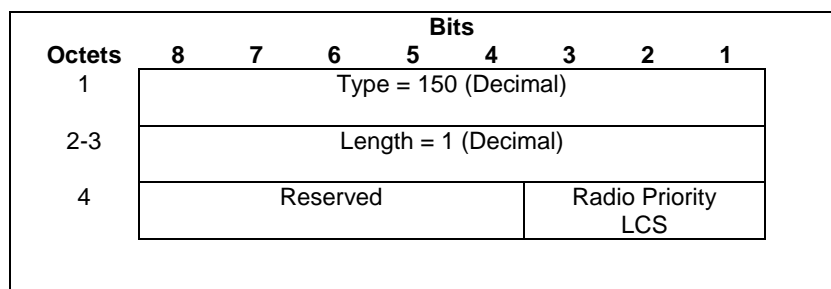 Bits
Octets 8 7 6 5 4 3 2 1
1 Type = 150 (Decimal)
2-3 Length = 1 (Decimal)
4 Reserved Radio Priority
LCS